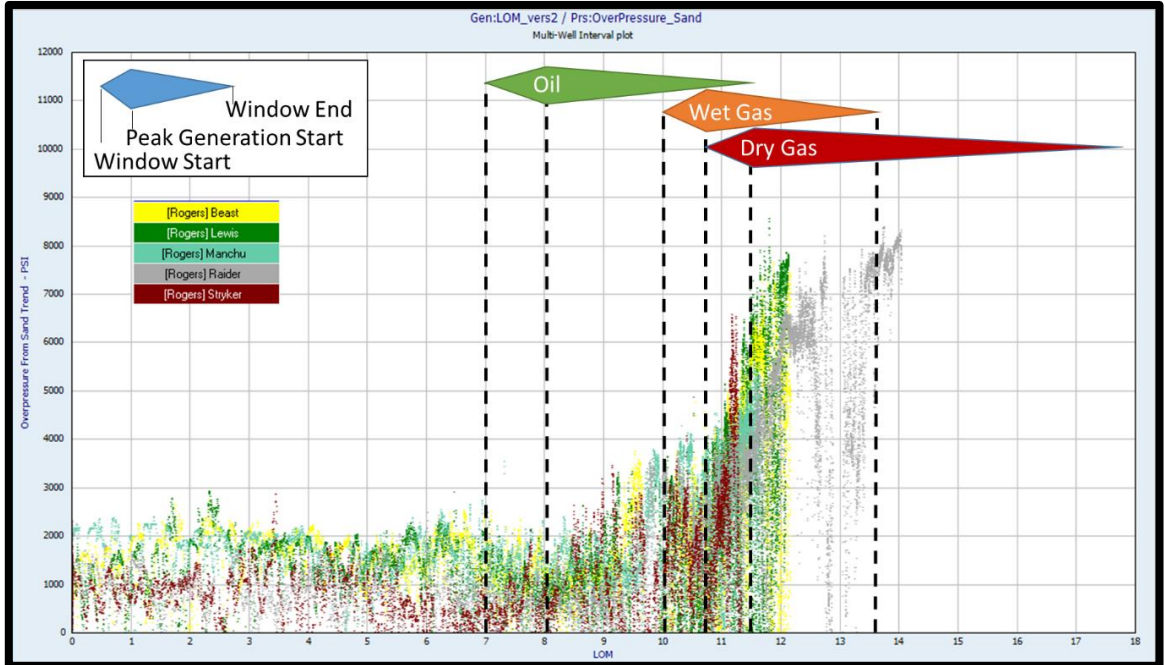 Gen:LOM_vers2 / Prs:OverPressure_Sand
Multi-Well Interval plot
12000
11000
10000
9000
8000
7000
6000
5000
4000
3000
2000
1000
0
Overpressure From Sand Trend - PSI
Window End
Peak Generation Start
Window Start
Oil
Wet Gas
Dry Gas
[Rogers] Beast
[Rogers] Lewis
[Rogers] Manchu
[Rogers] Raider
[Rogers] Stryker
0 1 2 3 4 5 6 7 8 9 10 11 12 13 14 15 16 17 18
LOM